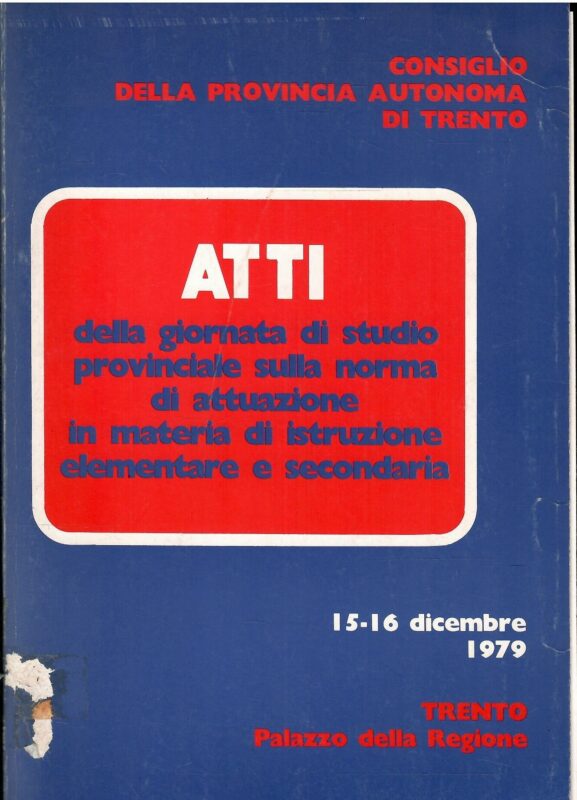 CONSIGLIO
DELLA PROVINCIA AUTONOMA
DI TRENTO
ATTI
della giornata di studio
provinciale sulla norma
di attuazione
in materia di istruzione
elementare e secondaria
15-16 dicembre
1979
TRENTO
Palazzo della Regione